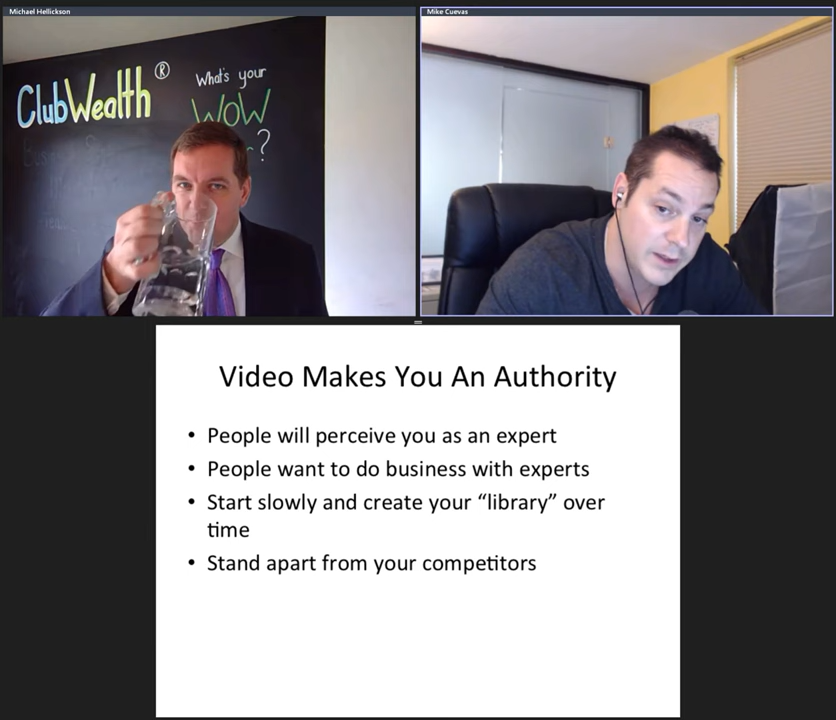 Michael Hellickson
Mike Cuevas
ClubWealth®
What's your
WOW
?
Video Makes You An Authority
• People will perceive you as an expert
• People want to do business with experts
• Start slowly and create your “library” over
time
• Stand apart from your competitors